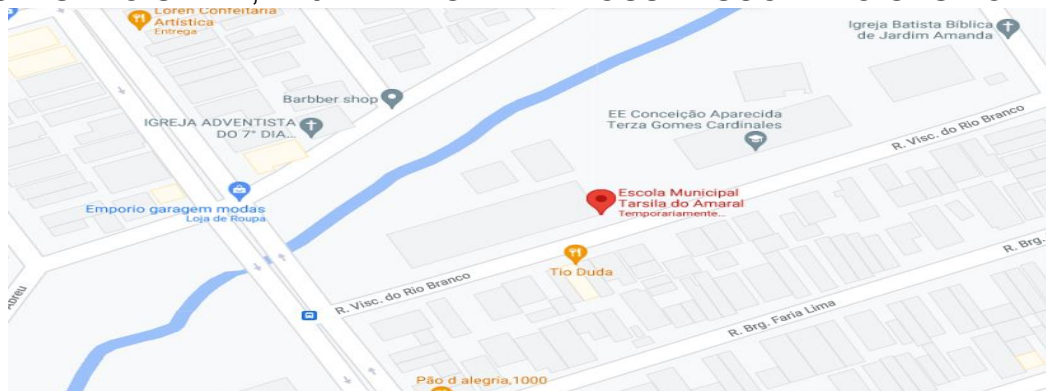 Loren Confeitaria
Artística
Entrega
Igreja Batista Bíblica
de Jardim Amanda
Barbber shop
IGREJA ADVENTISTA
DO 7° DIA...
EE Conceição Aparecida
Terza Gomes Cardinales
R. Visc. do Rio Branco
Escola Municipal
Tarsila do Amaral
Temporariamente...
Emporio garagem modas
Loja de Roupa
Tio Duda
R. Brg.
R. Visc. do Rio Branco
Abreu
R. Brg. Faria Lima
Pão d alegria,1000